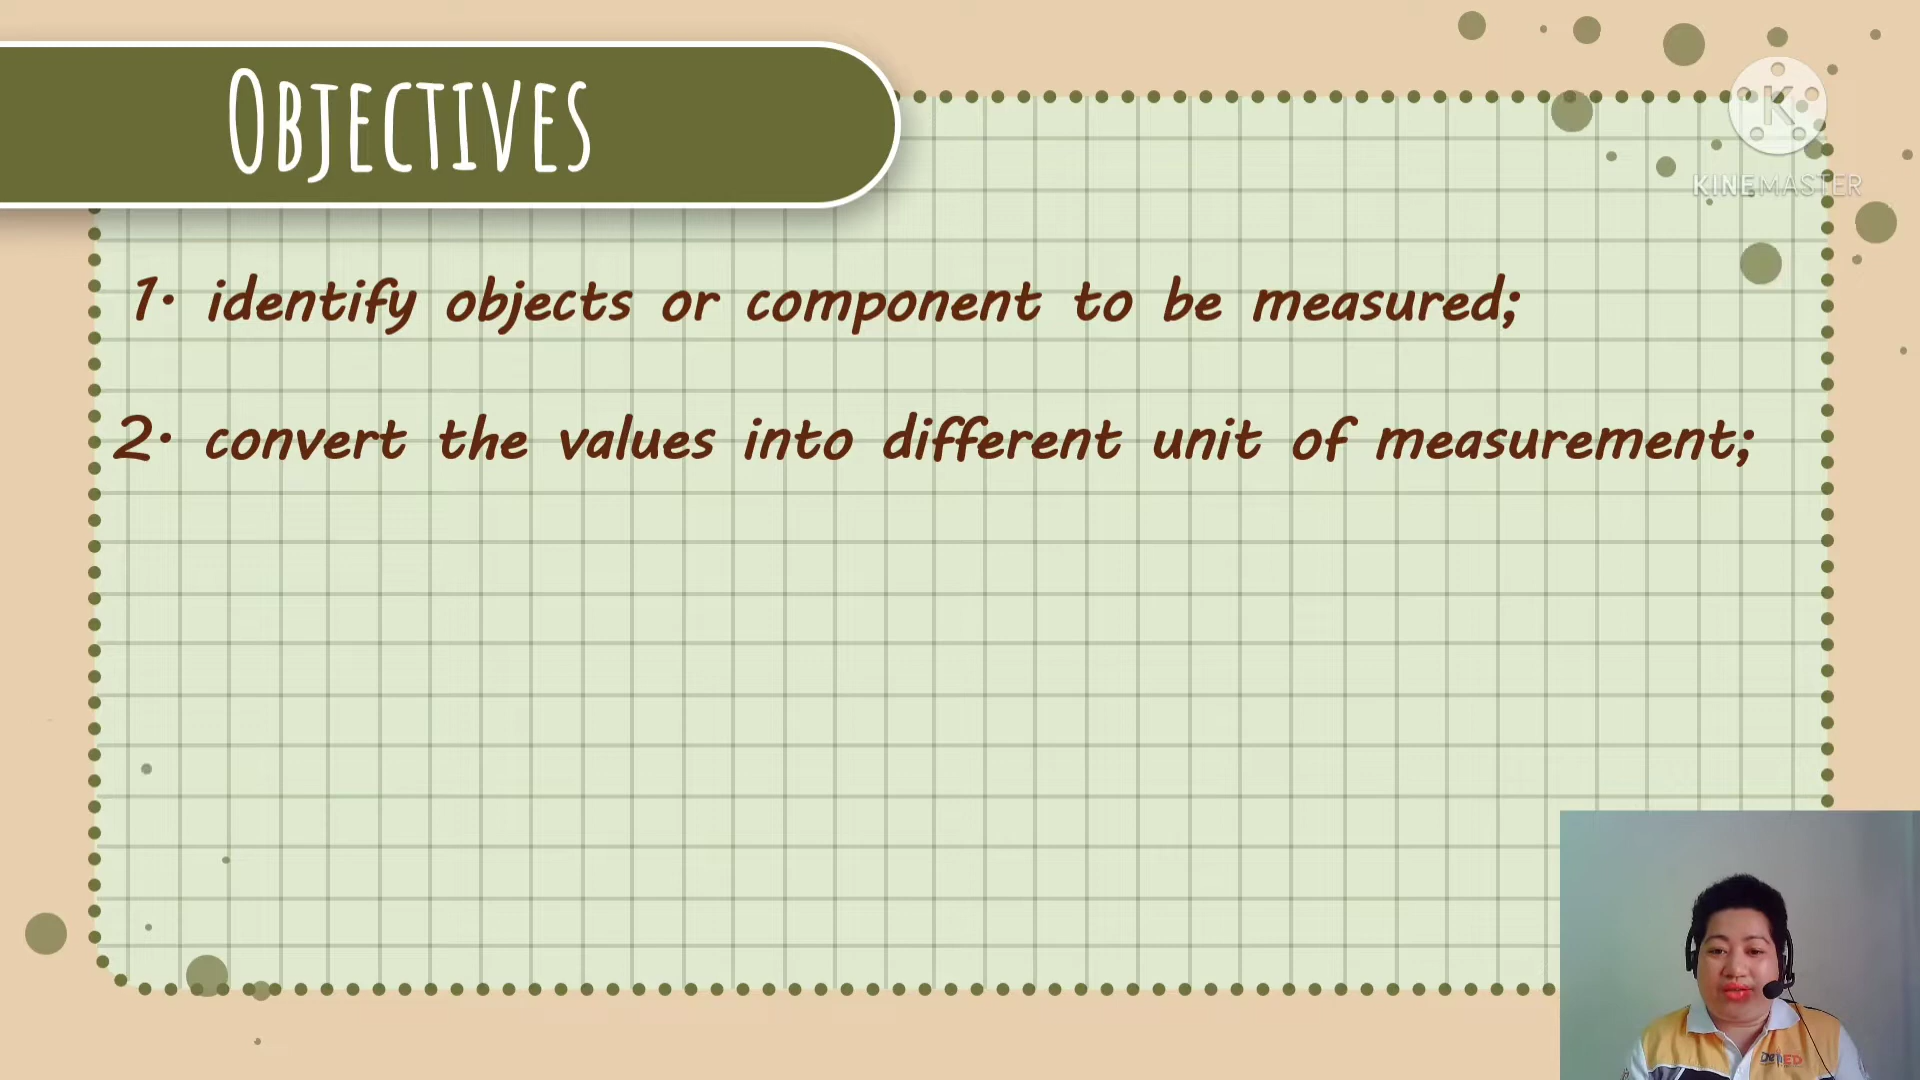 OBJECTIVES
KINEMASTER
1. identify objects or component to be measured;
2. convert the values into different unit of measurement;
DepED